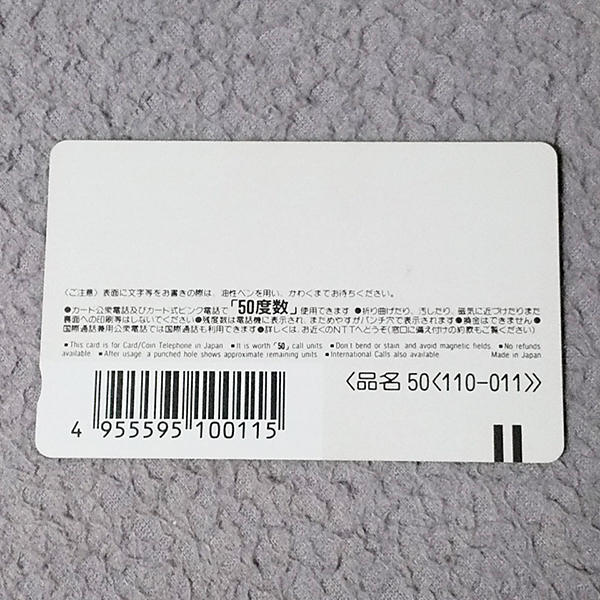 〈ご注意〉表面に文字等をお書きの際は、油性ペンを用い、かわくまでお待ちください。
●カード公衆電話及びカード式ピンク電話で「50度数」使用できます ●折り曲げたり、汚したり、磁気に近づけたりまた
裏面への印刷等はしないでください ●残度数は電話機に表示され、まためやすがパンチ穴で表示されます ●換金はできません ●
国際通話兼用公衆電話では国際通話も利用できます ●詳しくは、お近くのNTTへどうぞ(窓口に備え付けの約款もご覧ください)
■This card is for Card/Coin Telephone in Japan ■It is worth「50」call units ■Don't bend or stain, and avoid magnetic fields. ■No refunds
available. ■After usage, a punched hole shows approximate remaining units. ■International Calls also available. Made in Japan
〈品名 50〈110-011〉〉
4 955595 100115